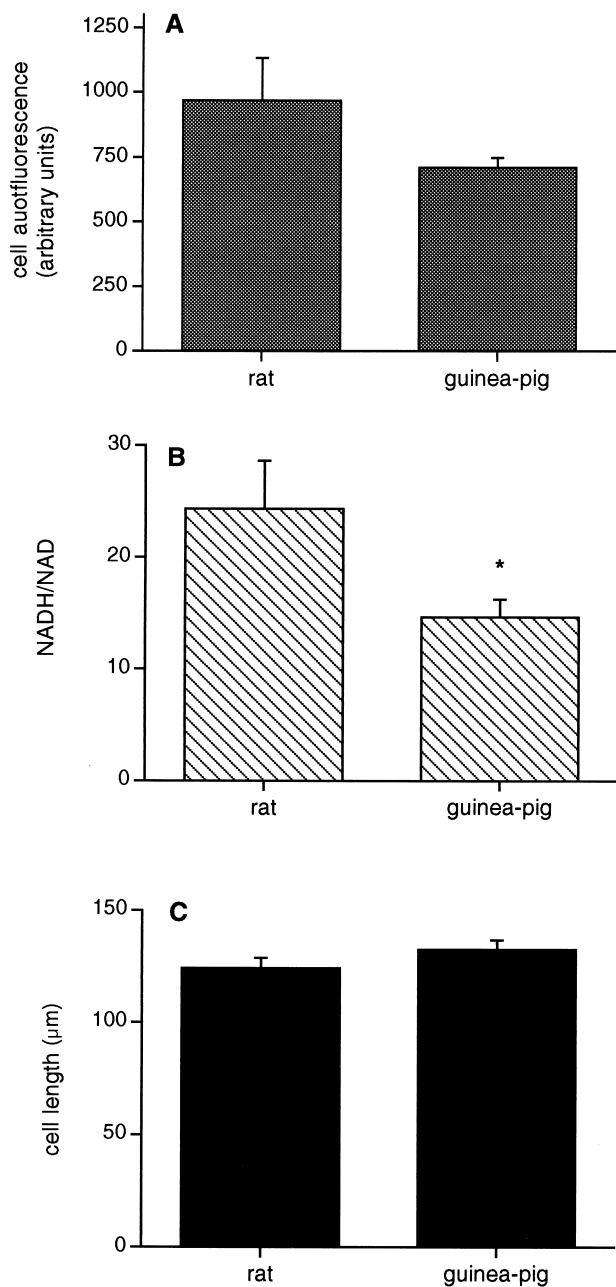 A
cell auotfluorescence
(arbitrary units)
1250
1000
750
500
250
0
rat guinea-pig
B
NADH/NAD
30
20
10
0
*
rat guinea-pig
C
cell length (µm)
150
100
50
0
rat guinea-pig